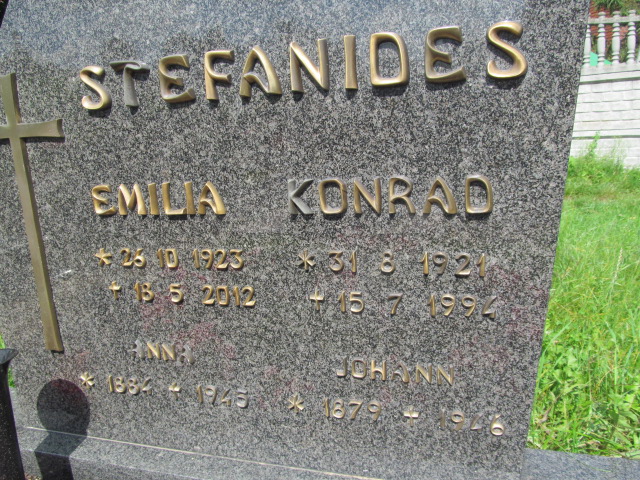 STEFANIDES
EMILIA KONRAD
* 26 10 1923 * 31 8 1921
+ 13 5 2012 + 15 7 1994
ANNA JOHANN
* 1884 + 1945 * 1879 + 1946